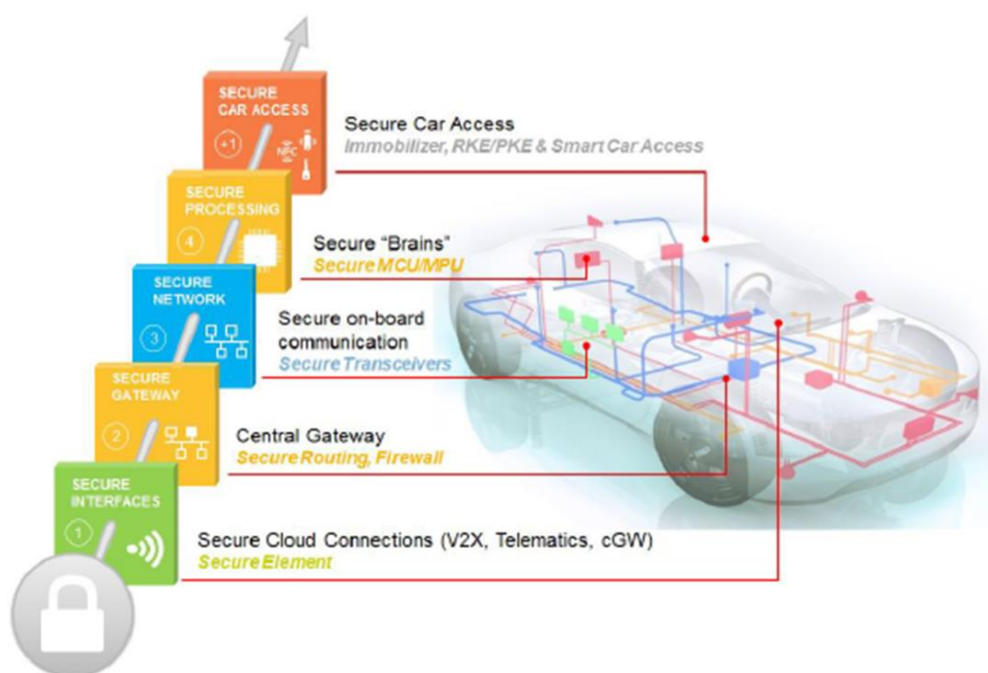 SECURE
CAR ACCESS
+1
NFC
Secure Car Access
Immobilizer, RKE/PKE & Smart Car Access
SECURE
PROCESSING
4
Secure “Brains”
Secure MCU/MPU
SECURE
NETWORK
3
Secure on-board
communication
Secure Transceivers
SECURE
GATEWAY
2
Central Gateway
Secure Routing, Firewall
SECURE
INTERFACES
1
Secure Cloud Connections (V2X, Telematics, cGW)
Secure Element